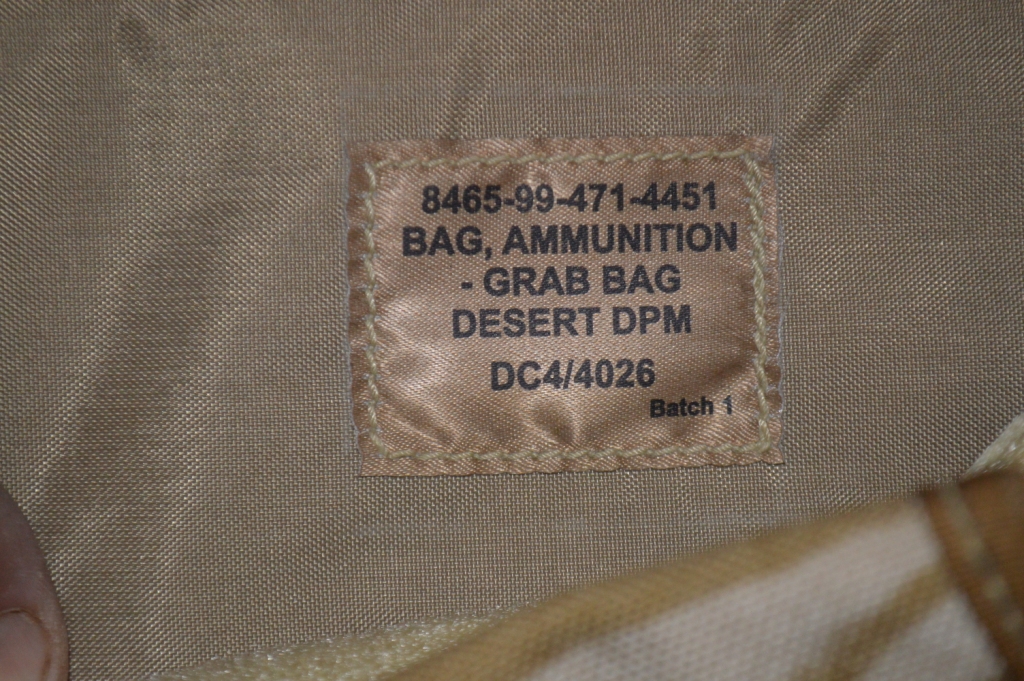 8465-99-471-4451
BAG, AMMUNITION
- GRAB BAG
DESERT DPM
DC4/4026
Batch 1